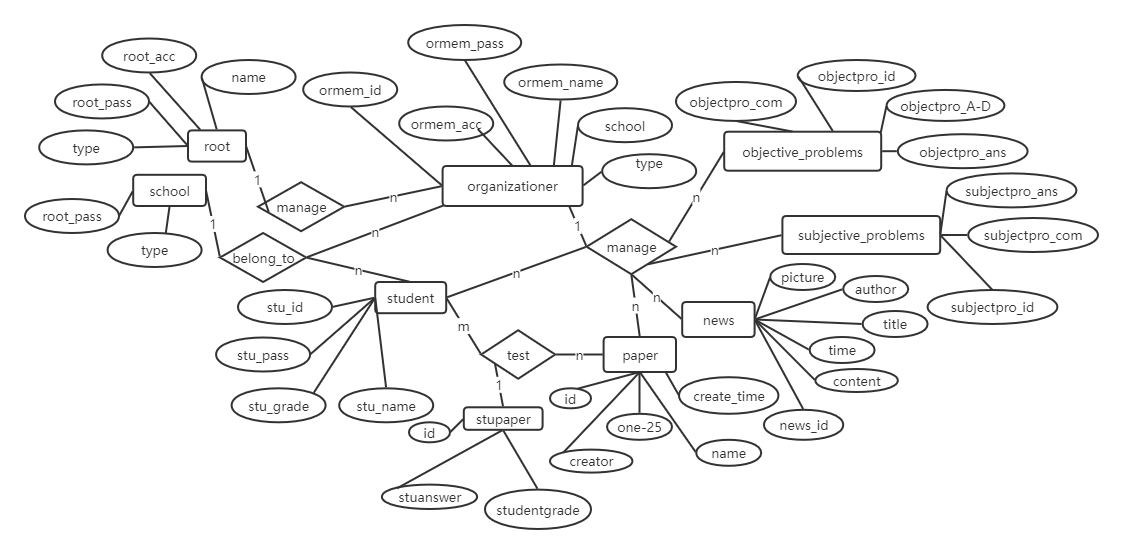 ormem_pass
root_acc
name
ormem_id
ormem_name
objectpro_id
root_pass
objectpro_com
objectpro_A-D
ormem_acc
school
type
root
objective_problems
objectpro_ans
type
school
1
organizationer
subjectpro_ans
root_pass
manage
n
n
1
n
1
manage
subjective_problems
subjectpro_com
type
belong_to
n
n
n
picture
author
student
n
n
stu_id
subjectpro_id
news
title
m
stu_pass
test
n
paper
time
content
1
id
create_time
stu_grade
stu_name
stupaper
id
one-25
news_id
creator
name
stuanswer
studentgrade